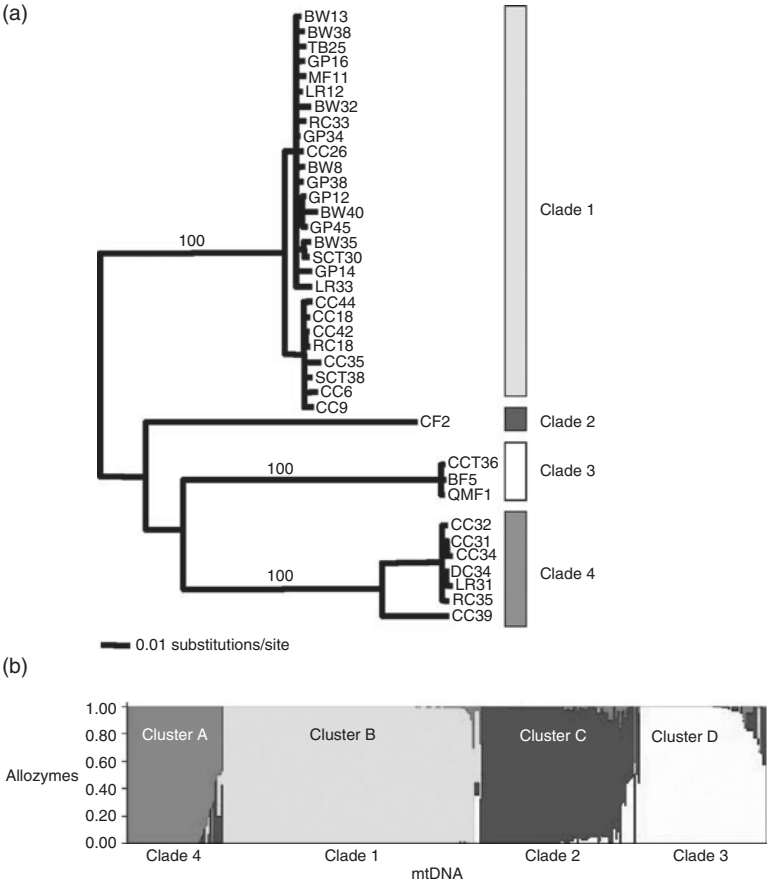 (a)
BW13
BW38
TB25
GP16
MF11
LR12
BW32
RC33
GP34
CC26
BW8
GP38
GP12
BW40
GP45
BW35
SCT30
GP14
LR33
CC44
CC18
CC42
RC18
CC35
SCT38
CC6
CC9
100
Clade 1
CF2
Clade 2
CCT36
BF5
QMF1
100
Clade 3
CC32
CC31
CC34
DC34
LR31
RC35
CC39
100
Clade 4
0.01 substitutions/site
(b)
Allozymes
1.00
0.80
0.60
0.40
0.20
0.00
Cluster A
Cluster B
Cluster C
Cluster D
Clade 4
Clade 1
Clade 2
Clade 3
mtDNA